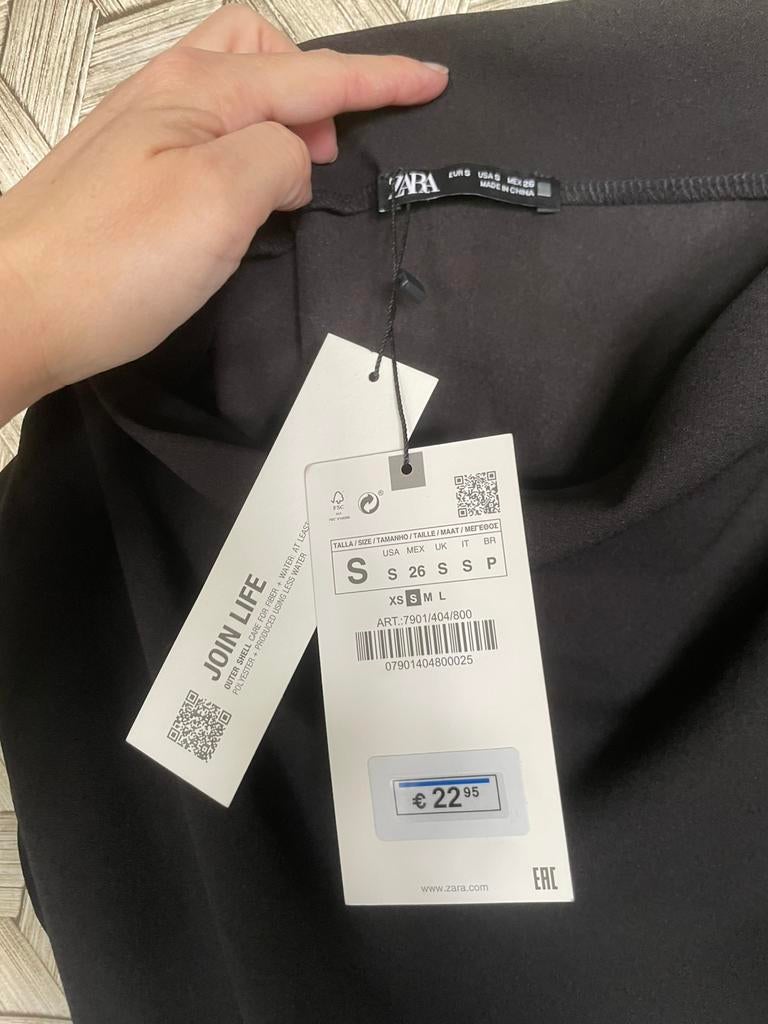 ZARA
EUR S USA S MEX 26
MADE IN CHINA
FSC
TALLA / SIZE / TAMANHO / TAILLE / MAAT / ΜΕΓΕΘΟΣ
USA MEX UK IT BR
S S 26 S S P
XS S M L
ART.:7901/404/800
07901404800025
€ 22 95
www.zara.com
EAC
JOIN LIFE
OUTER SHELL CARE FOR FIBER + WATER: AT LEAST
POLYESTER + PRODUCED USING LESS WATER